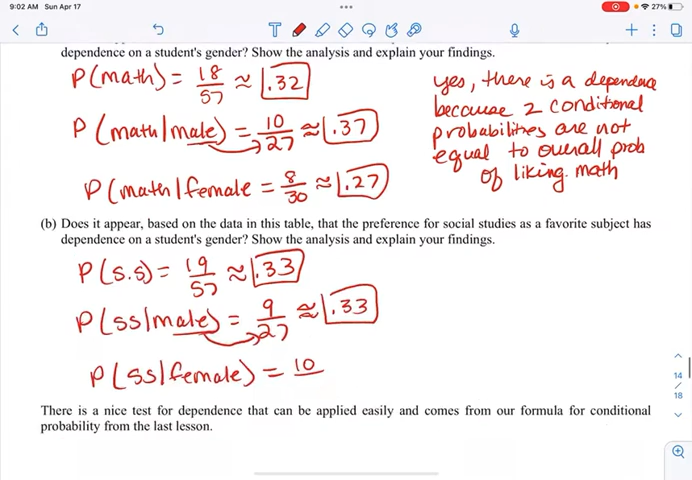 9:02 AM Sun Apr 17
27%
dependence on a student's gender? Show the analysis and explain your findings.
P(math) = 18/57 ≈ .32
P(math|male) = 10/27 ≈ .37
P(math|female = 8/30 ≈ .27
yes, there is a dependence
because 2 conditional
probabilities are not
equal to overall prob
of liking math
(b) Does it appear, based on the data in this table, that the preference for social studies as a favorite subject has
dependence on a student's gender? Show the analysis and explain your findings.
P(s.s) = 19/57 ≈ .33
P(ss|male) = 9/27 ≈ .33
P(ss|female) = 10
There is a nice test for dependence that can be applied easily and comes from our formula for conditional
probability from the last lesson.
14
/
18